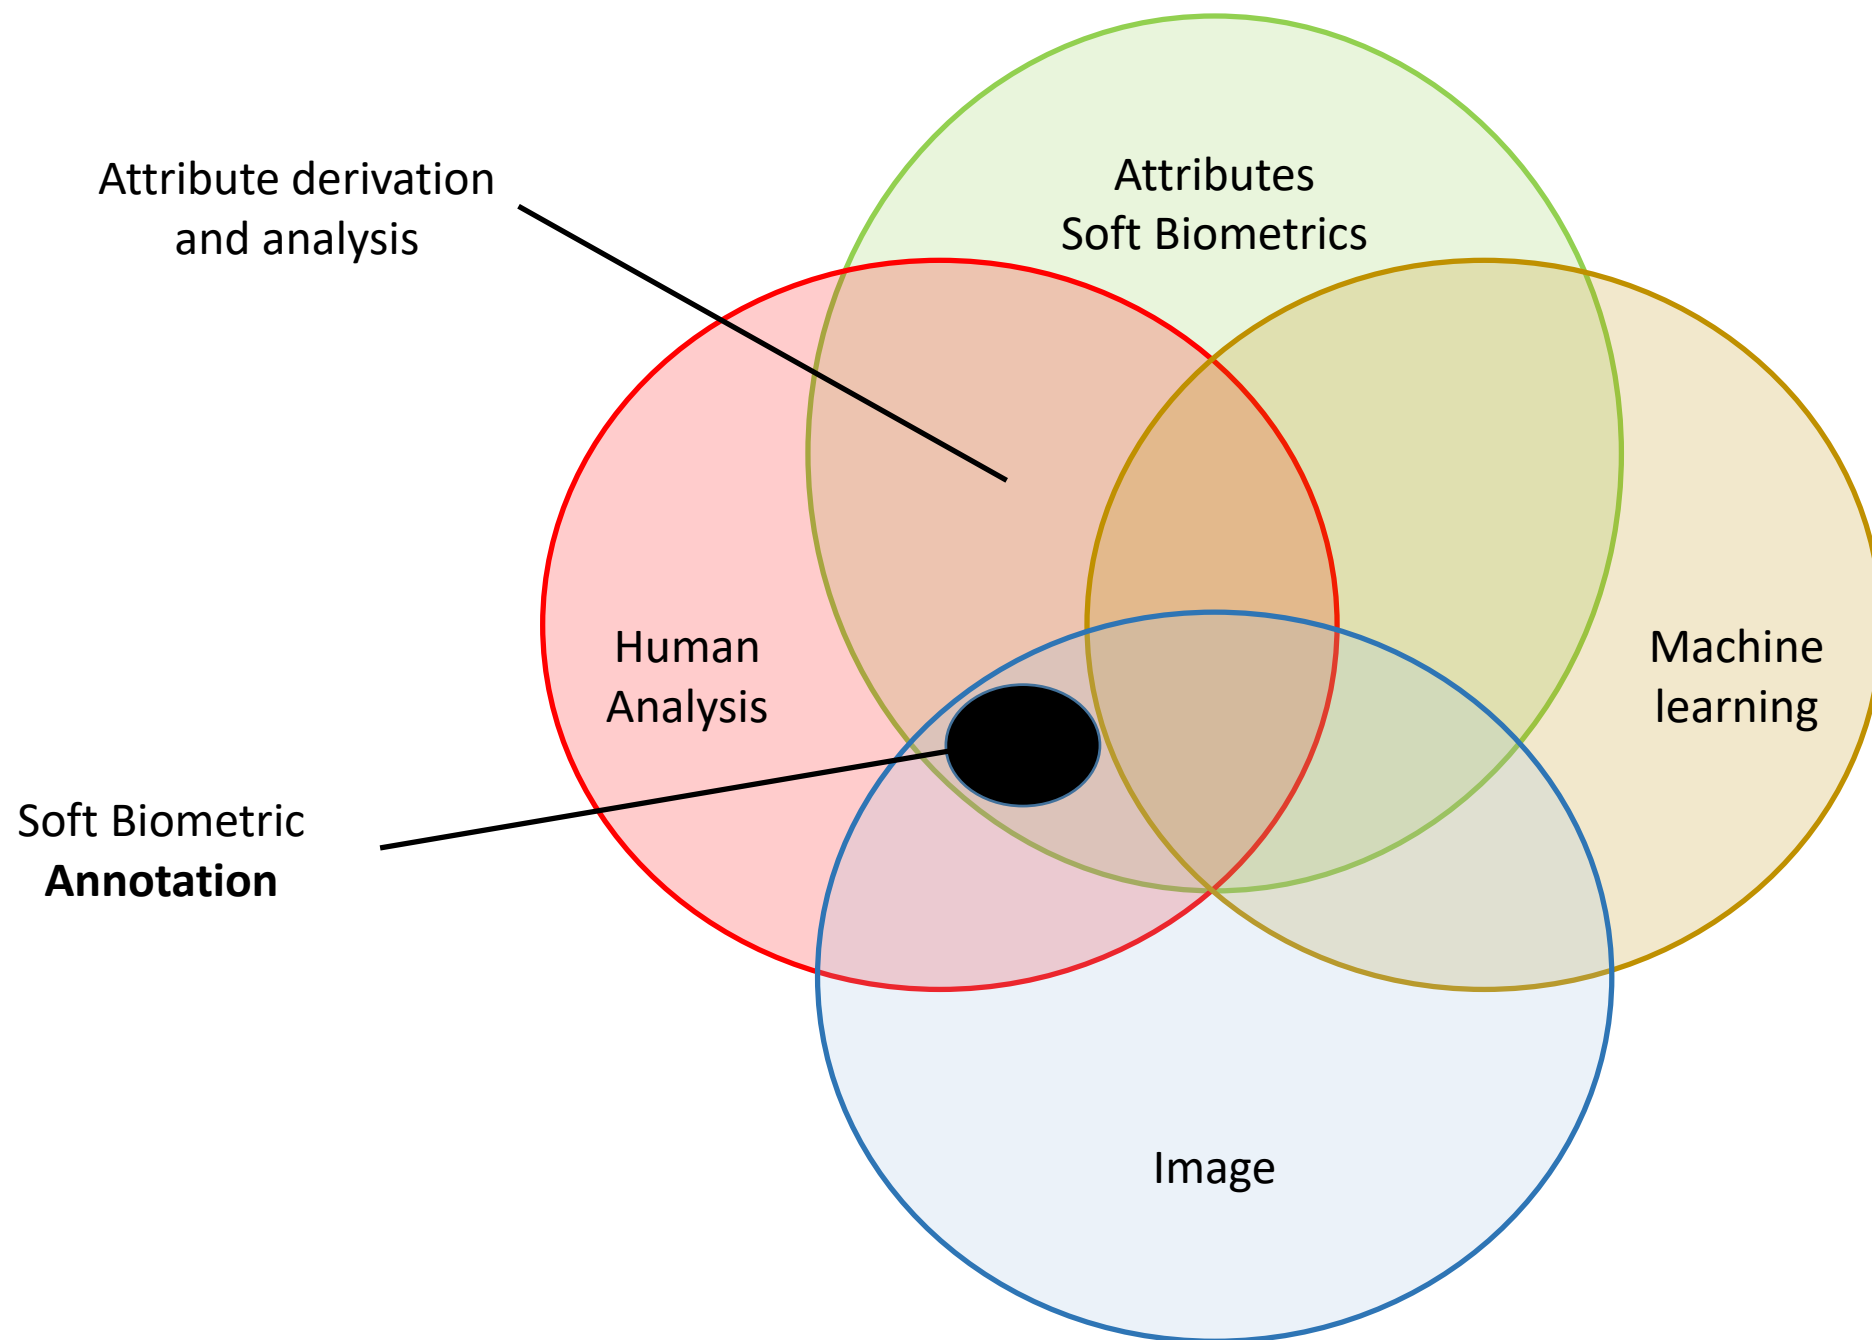 Attribute derivation
and analysis
Attributes
Soft Biometrics
Human
Analysis
Machine
learning
Soft Biometric
Annotation
Image